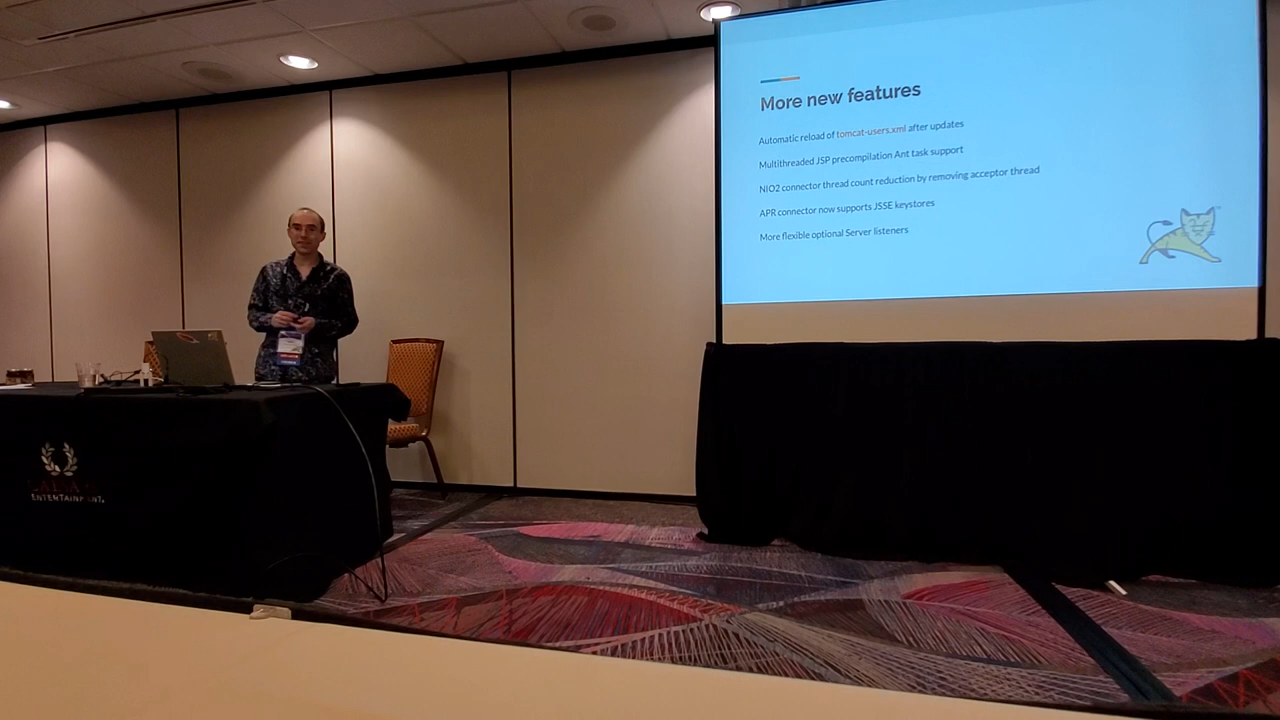 More new features
Automatic reload of tomcat-users.xml after updates
Multithreaded JSP precompilation Ant task support
NIO2 connector thread count reduction by removing acceptor thread
APR connector now supports JSSE keystores
More flexible optional Server listeners
ENTERTAINMENT